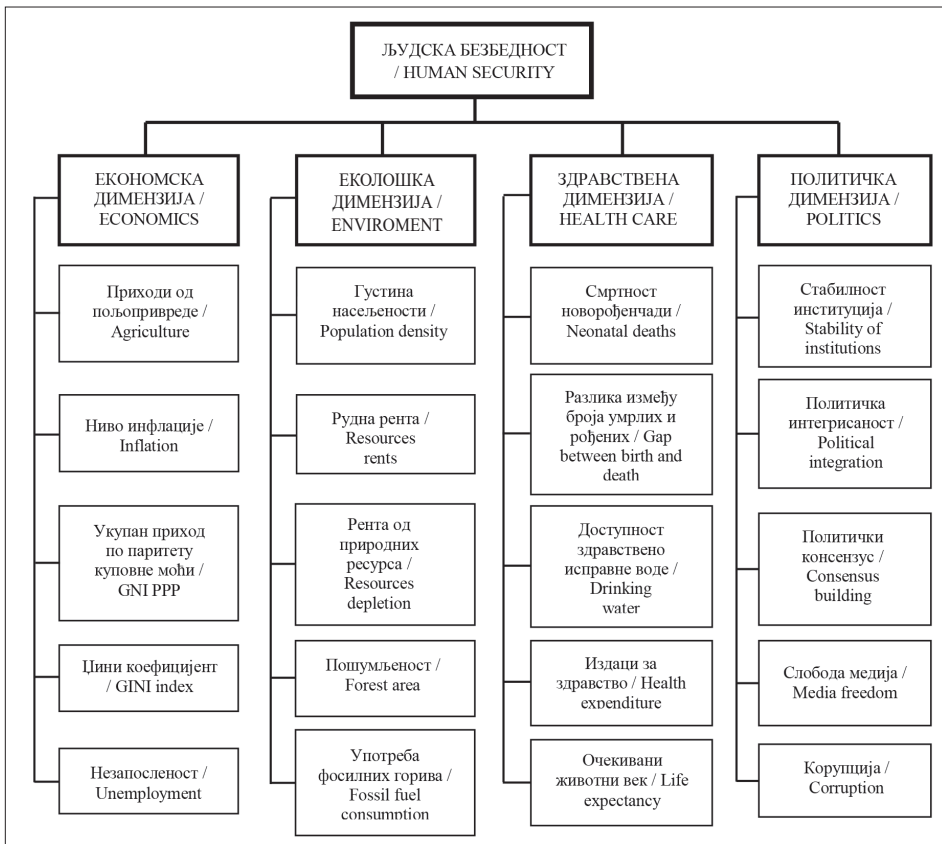 ЉУДСКА БЕЗБЕДНОСТ
/ HUMAN SECURITY
ЕКОНОМСКА
ДИМЕНЗИЈА /
ECONOMICS
Приходи од
пољопривреде /
Agriculture
Ниво инфлације /
Inflation
Укупан приход
по паритету
куповне моћи /
GNI PPP
Џини коефицијент
/ GINI index
Незапосленост /
Unemployment
ЕКОЛОШКА
ДИМЕНЗИЈА /
ENVIROMENT
Густина
насељености /
Population density
Рудна рента /
Resources
rents
Рента од
природних
ресурса /
Resources
depletion
Пошумљеност /
Forest area
Употреба
фосилних горива /
Fossil fuel
consumption
ЗДРАВСТВЕНА
ДИМЕНЗИЈА /
HEALTH CARE
Смртност
новорођенчади /
Neonatal deaths
Разлика између
броја умрлих и
рођених / Gap
between birth and
death
Доступност
здравствено
исправне воде /
Drinking
water
Издаци за
здравство / Health
expenditure
Очекивани
животни век / Life
expectancy
ПОЛИТИЧКА
ДИМЕНЗИЈА /
POLITICS
Стабилност
институција /
Stability of
institutions
Политичка
интегрисаност /
Political
integration
Политички
консензус /
Consensus
building
Слобода медија /
Media freedom
Корупција /
Corruption